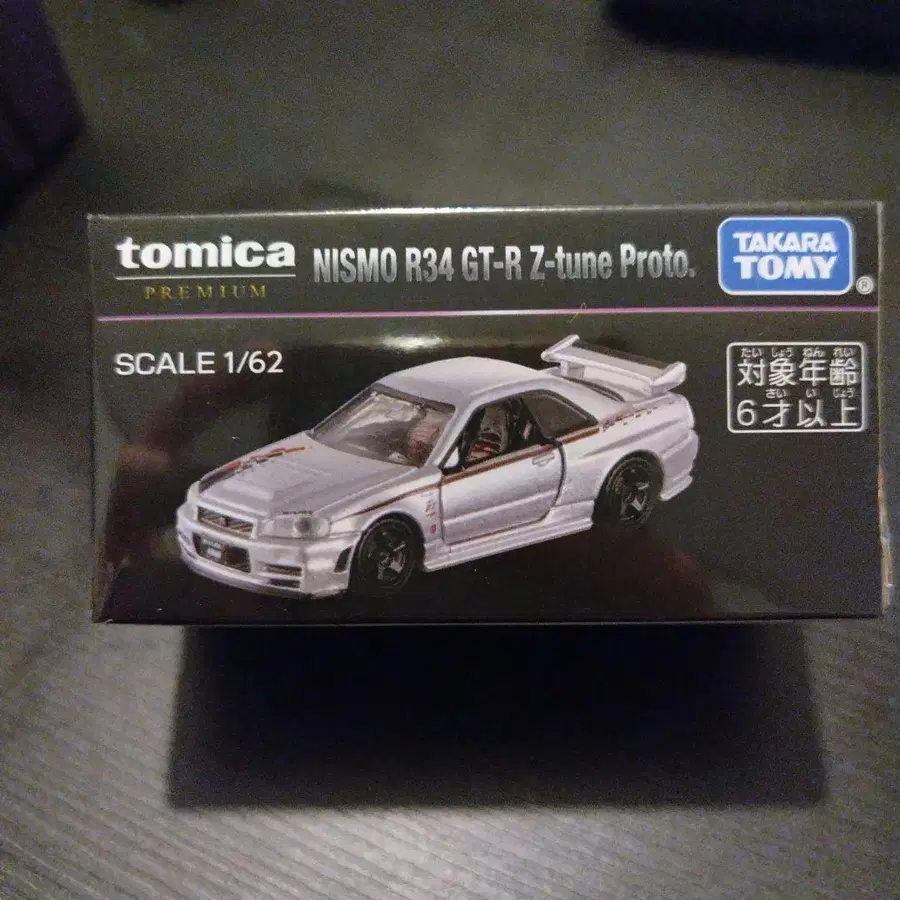 tomica
PREMIUM
NISMO R34 GT-R Z-tune Proto.
TAKARA
TOMY
®
SCALE 1/62
たい しょう ねん れい
対象年齢
さい い じょう
6才以上